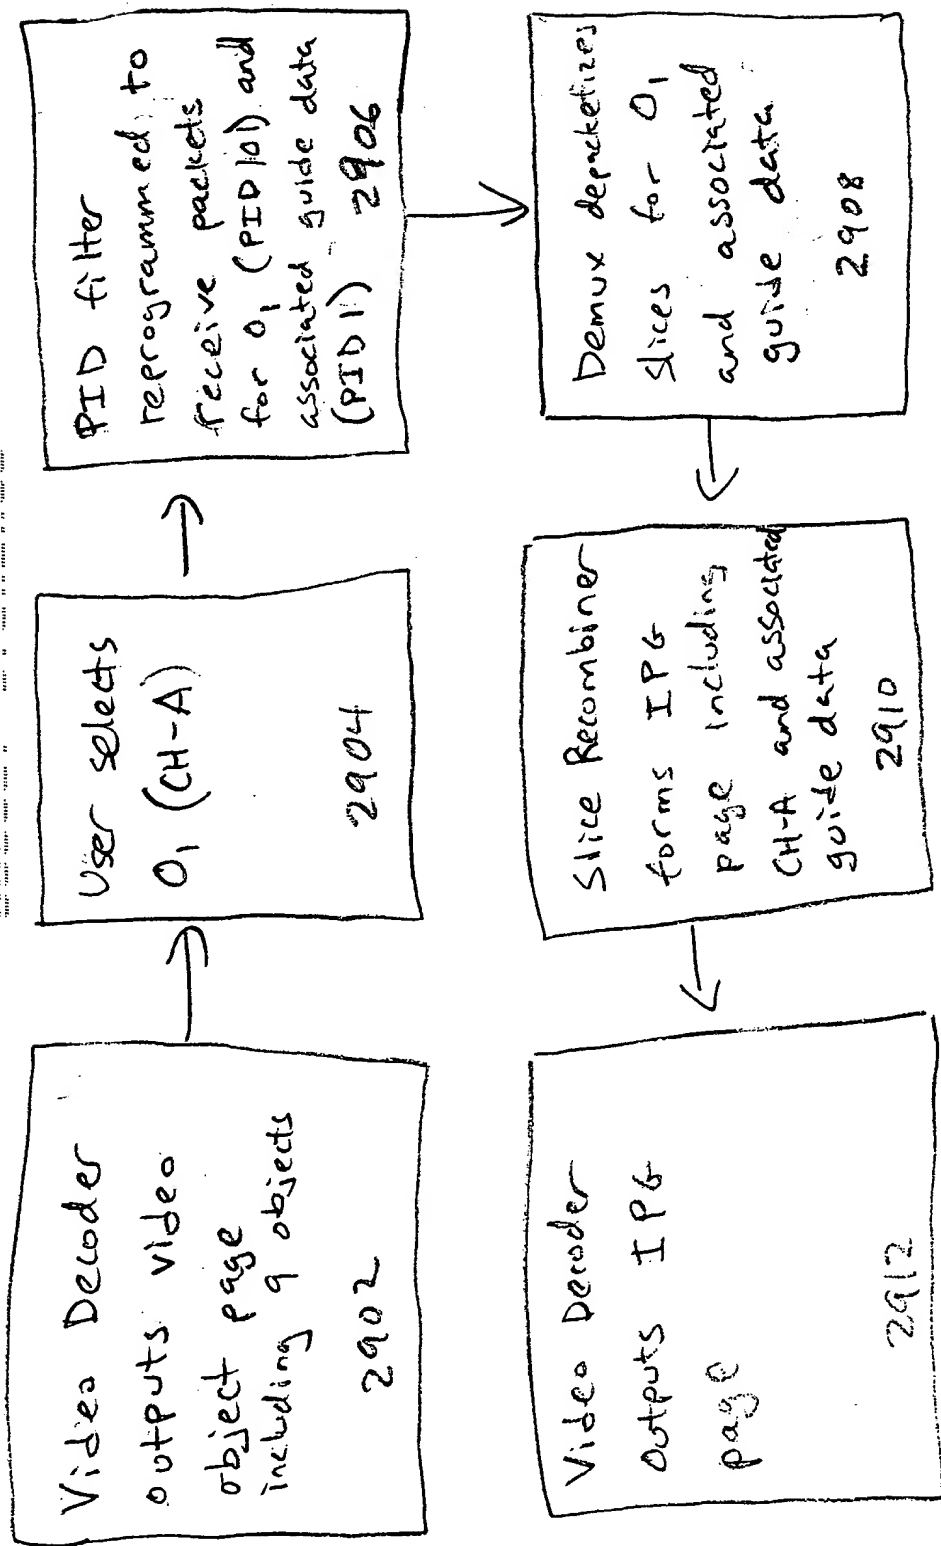 Video Decoder
outputs video
object page
including 9 objects
2902
User selects
O1 (CH-A)
2904
PID filter
reprogrammed to
receive packets
for O1 (PID 101) and
associated guide data
(PID 1)
2906
Demux depacketizes
slices for O1
and associated
guide data
2908
Slice Recombiner
forms IPG
page including
CH-A and associated
guide data
2910
Video Decoder
Outputs IPG
page
2912